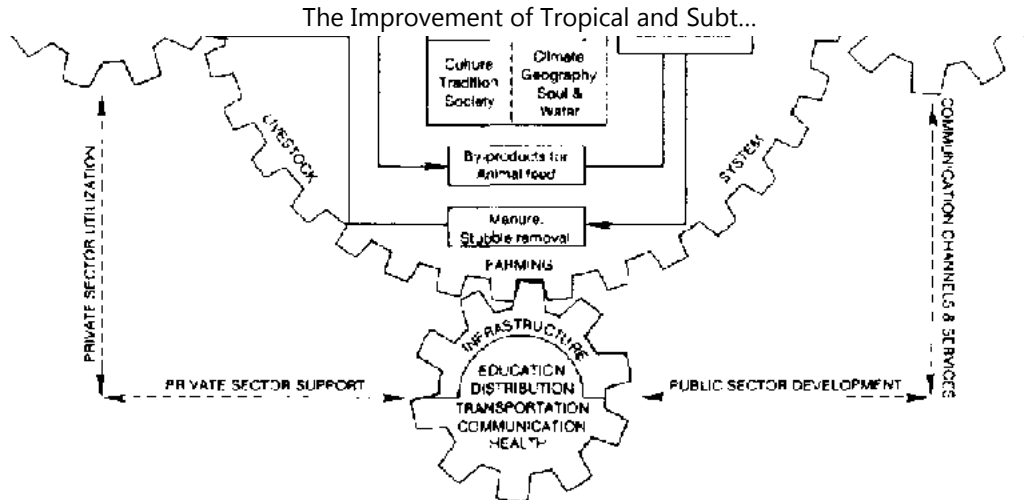 The Improvement of Tropical and Subt...
Culture
Tradition
Society
Climate
Geography
Soul &
Water
LIVESTOCK
SYSTEM
By-products for
Animal food
Manure.
Stubble removal
FARMING
PRIVATE SECTOR UTILIZATION
COMMUNICATION CHANNELS & SERVICES
INFRASTRUCTURE
EDUCATION
DISTRIBUTION
TRANSPORTATION
COMMUNICATION
HEALTH
PRIVATE SECTOR SUPPORT
PUBLIC SECTOR DEVELOPMENT